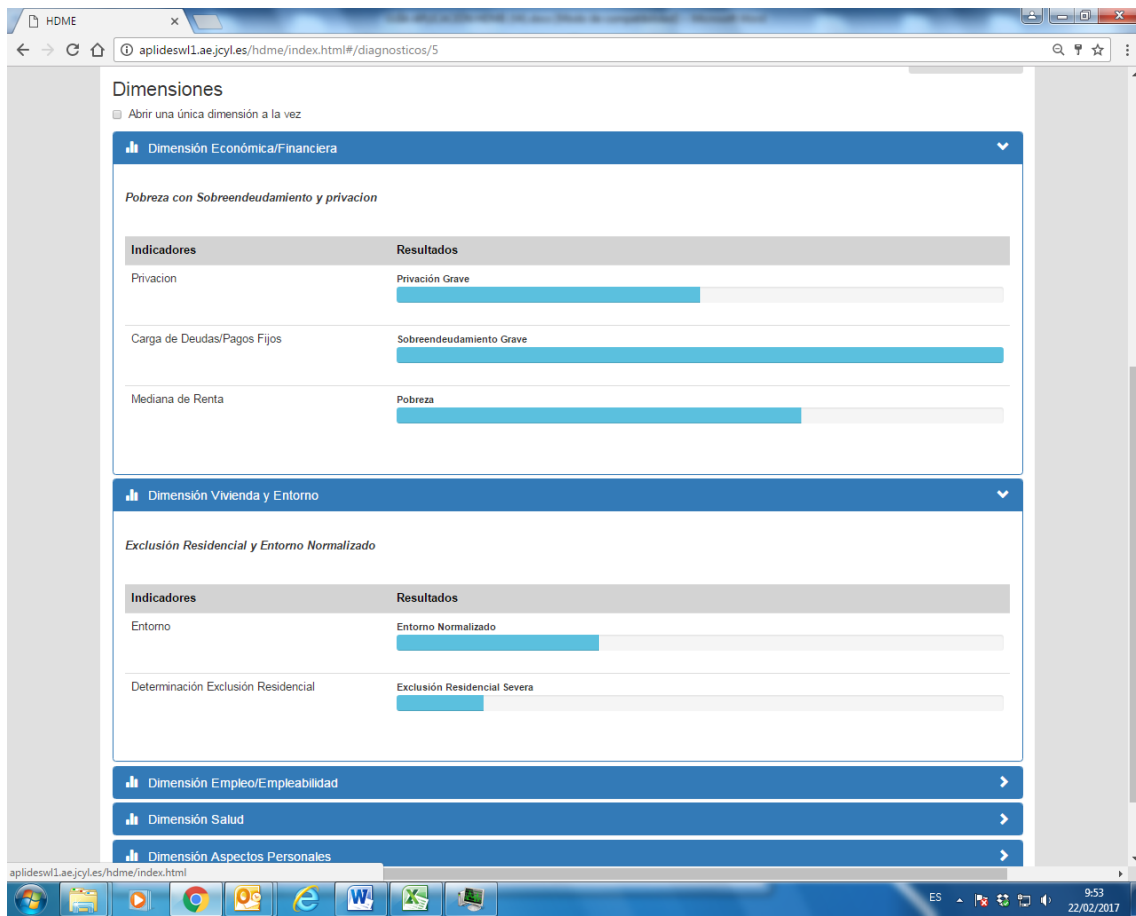 HDME
aplideswl1.ae.jcyl.es/hdme/index.html#/diagnosticos/5
Dimensiones
Abrir una única dimensión a la vez
Dimensión Económica/Financiera
Pobreza con Sobreendeudamiento y privacion
Indicadores Resultados
Privacion Privación Grave
Carga de Deudas/Pagos Fijos Sobreendeudamiento Grave
Mediana de Renta Pobreza
Dimensión Vivienda y Entorno
Exclusión Residencial y Entorno Normalizado
Indicadores Resultados
Entorno Entorno Normalizado
Determinación Exclusión Residencial Exclusión Residencial Severa
Dimensión Empleo/Empleabilidad
Dimensión Salud
Dimensión Aspectos Personales
aplideswl1.ae.jcyl.es/hdme/index.html
ES 9:53
22/02/2017